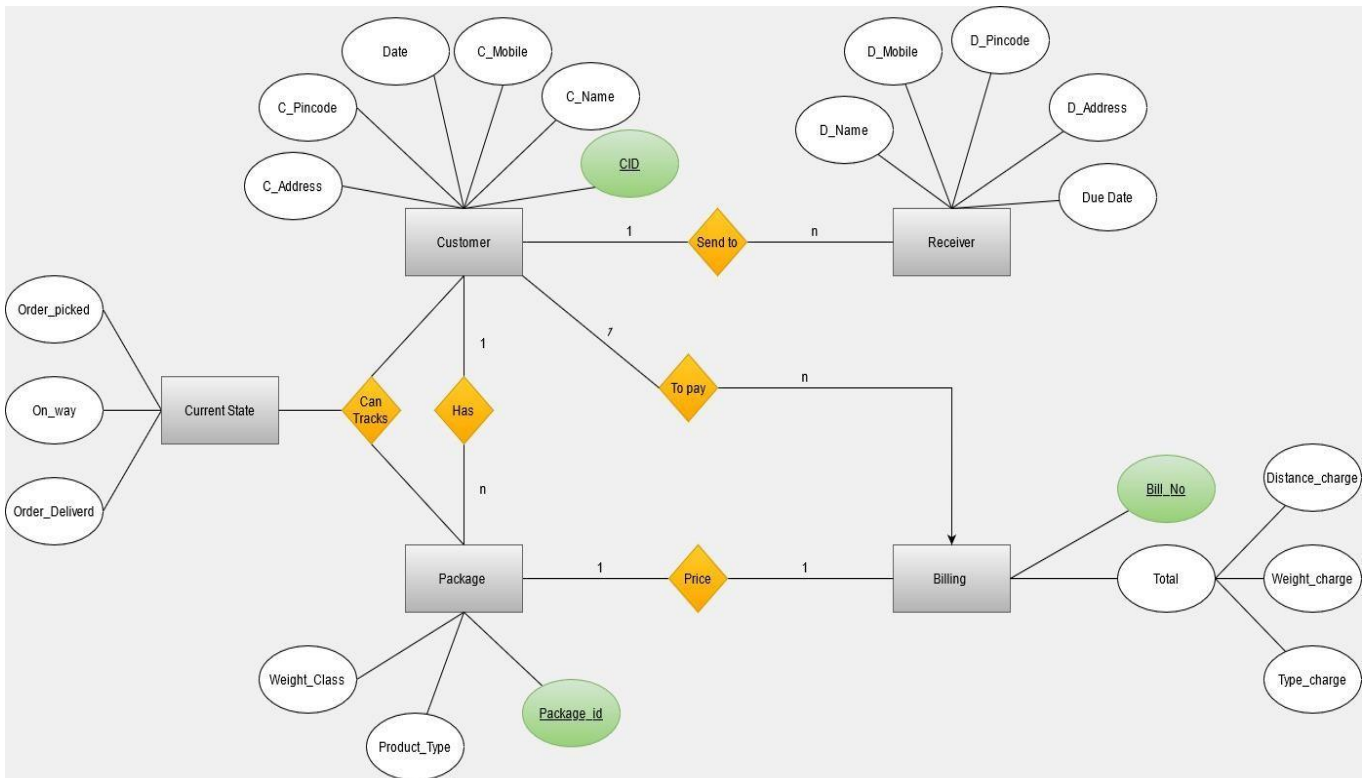 Date
C_Mobile
C_Pincode
C_Name
C_Address
CID
D_Mobile
D_Pincode
D_Name
D_Address
Due Date
Customer
1
Send to
n
Receiver
Order_picked
On_way
Order_Deliverd
Current State
Can
Tracks
1
Has
n
1
To pay
n
Package
1
Price
1
Billing
Bill_No
Total
Distance_charge
Weight_charge
Type_charge
Weight_Class
Product_Type
Package_id